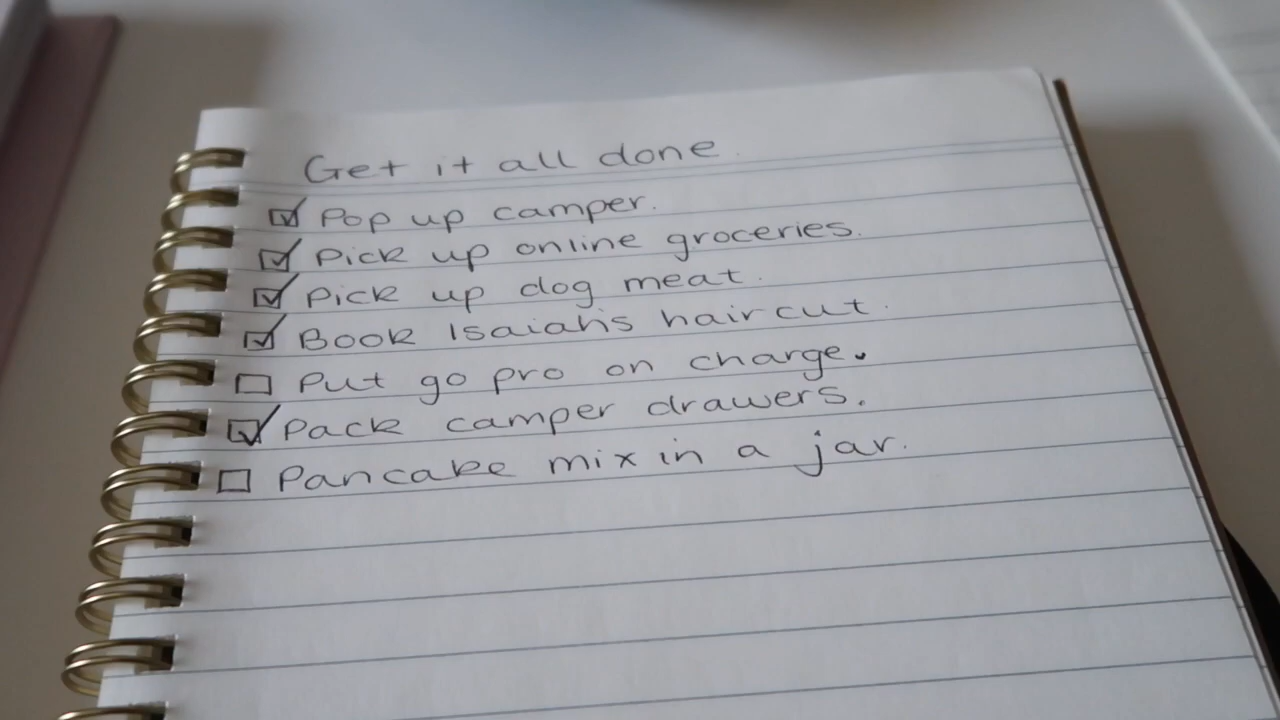 Get it all done.
☑ Pop up camper.
☑ Pick up online groceries.
☑ Pick up dog meat.
☑ Book Isaiah's haircut.
☐ Put go pro on charge.
☑ Pack camper drawers.
☐ Pancake mix in a jar.